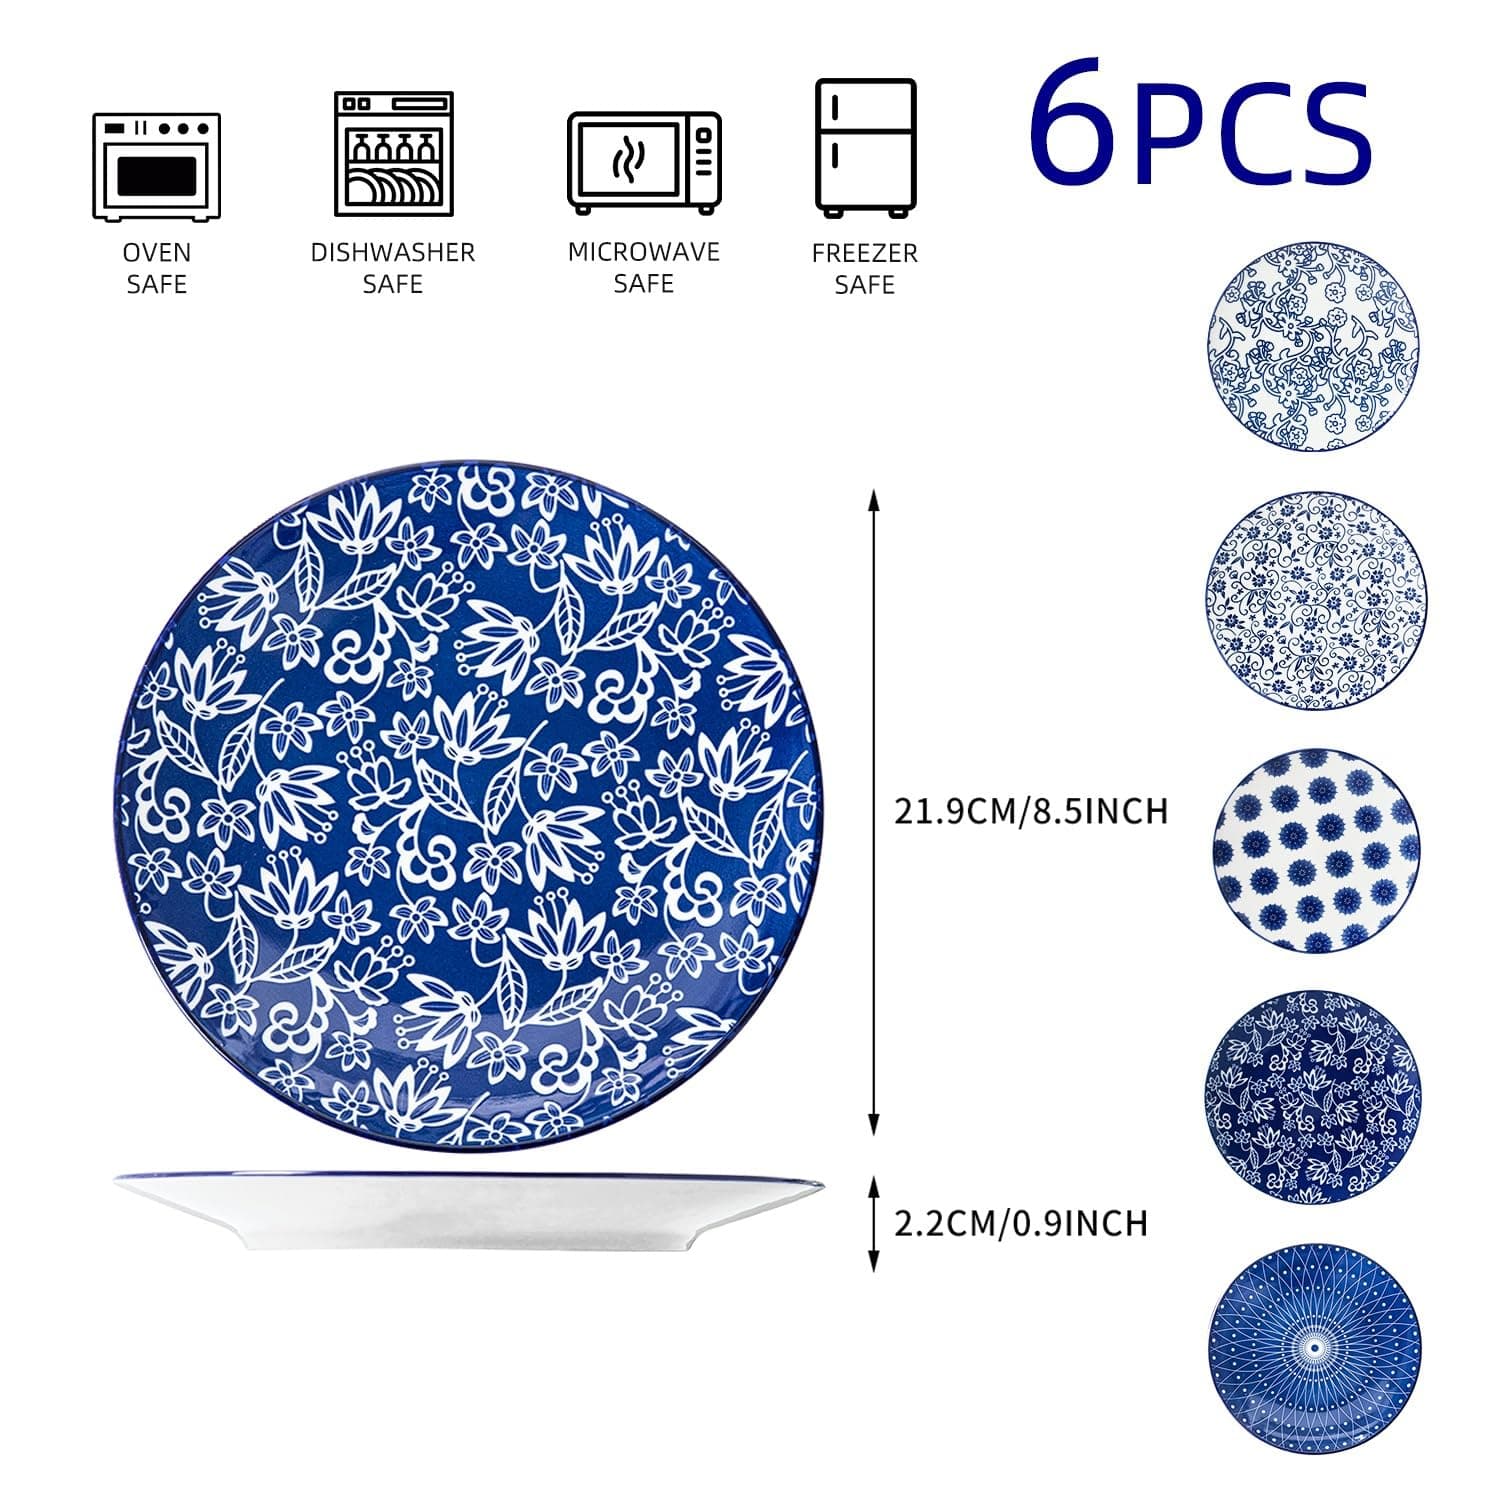 6PCS
OVEN
SAFE
DISHWASHER
SAFE
MICROWAVE
SAFE
FREEZER
SAFE
21.9CM/8.5INCH
2.2CM/0.9INCH